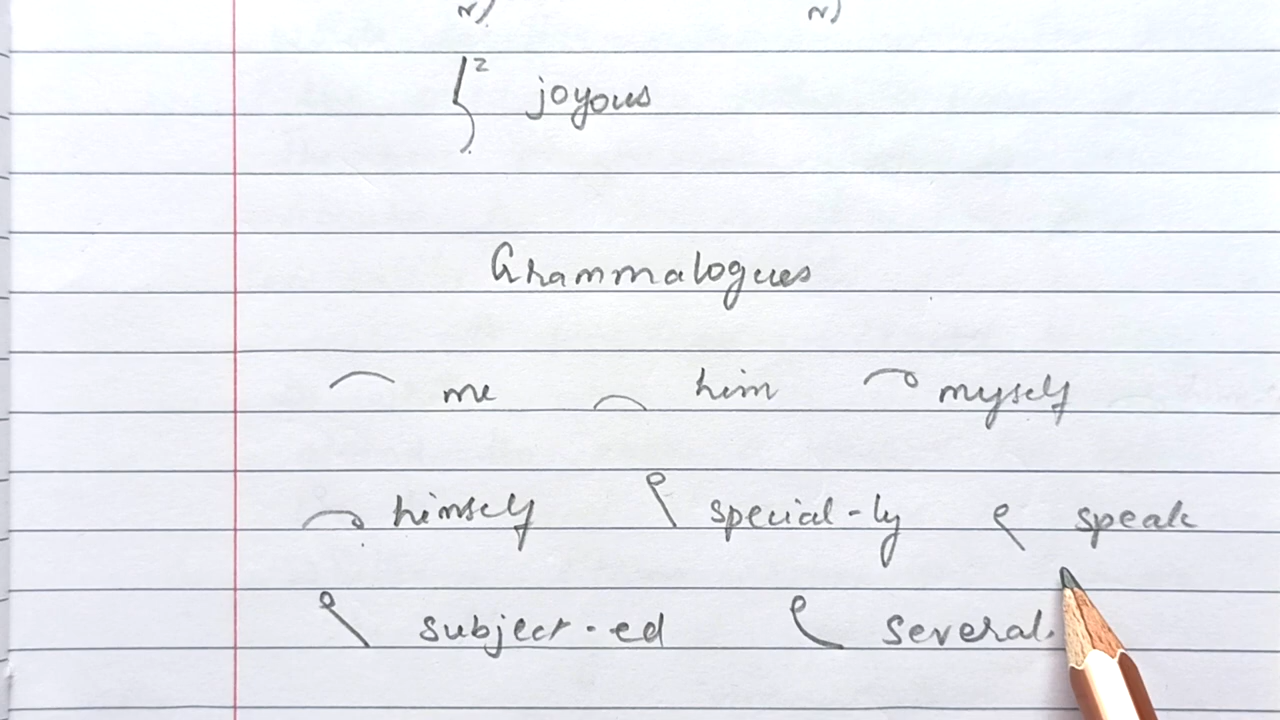 joyous
Grammalogues
me him myself
himself special-ly speak
subject-ed several.